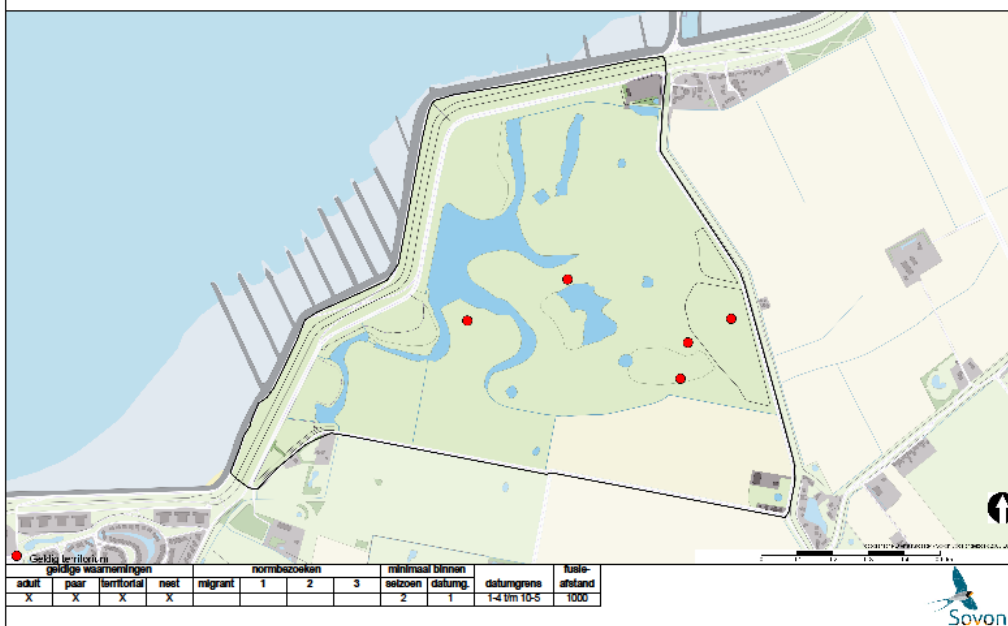 Geldig territorium
geldige waarnemingen normbezoeken minimaal binnen fusie-
adult paar territorial nest migrant 1 2 3 seizoen datumg. datumgrens afstand
X X X X 2 1 1-4 t/m 10-5 1000
Sovon